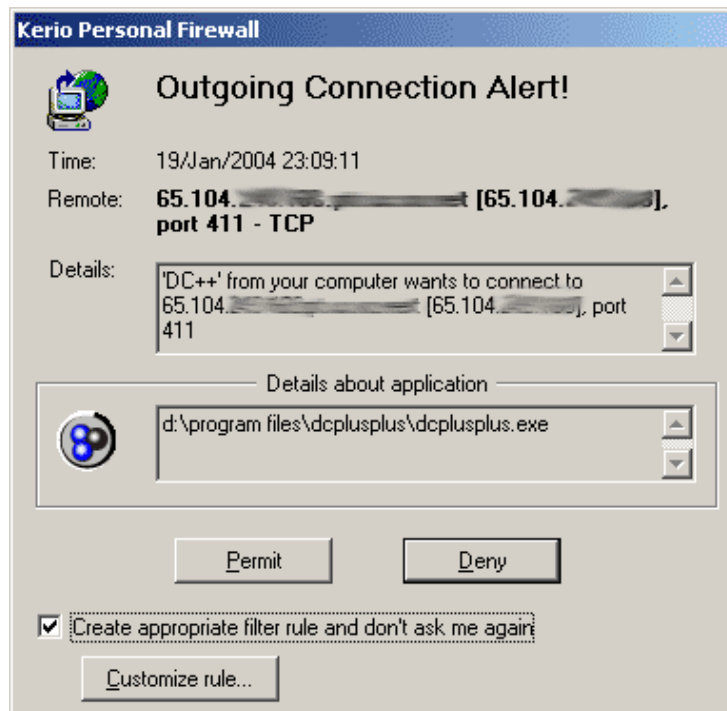 Kerio Personal Firewall
Outgoing Connection Alert!
Time: 19/Jan/2004 23:09:11
Remote: 65.104. [65.104. ],
port 411 - TCP
Details: 'DC++' from your computer wants to connect to
65.104. [65.104. ], port
411
Details about application
d:\program files\dcplusplus\dcplusplus.exe
Permit Deny
Create appropriate filter rule and don't ask me again
Customize rule...